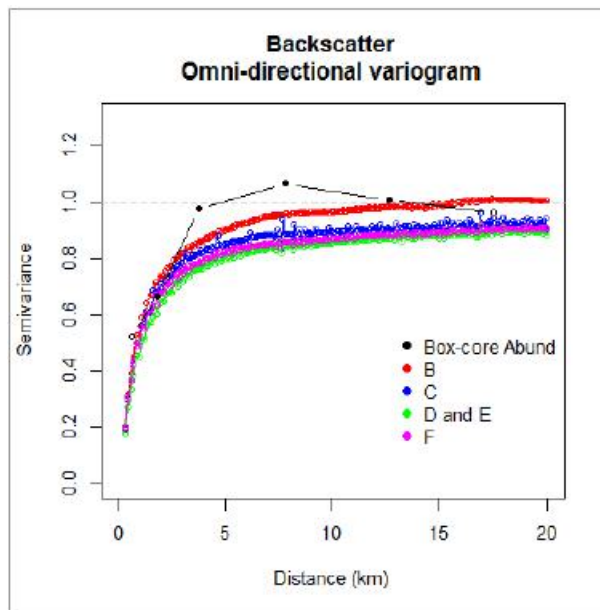 Backscatter
Omni-directional variogram
Semivariance
1.2
1.0
0.8
0.6
0.4
0.2
0.0
Box-core Abund
B
C
D and E
F
0 5 10 15 20
Distance (km)